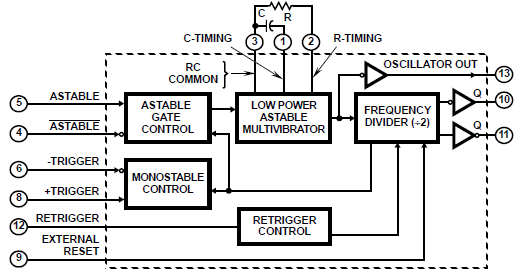 C R
C-TIMING
3 1 2
R-TIMING
RC
COMMON
OSCILLATOR OUT
13
5
ASTABLE
ASTABLE
GATE
CONTROL
LOW POWER
ASTABLE
MULTIVIBRATOR
FREQUENCY
DIVIDER (÷2)
Q
10
4
ASTABLE
Q
11
6
-TRIGGER
MONOSTABLE
CONTROL
8
+TRIGGER
12
RETRIGGER
RETRIGGER
CONTROL
EXTERNAL
RESET
9